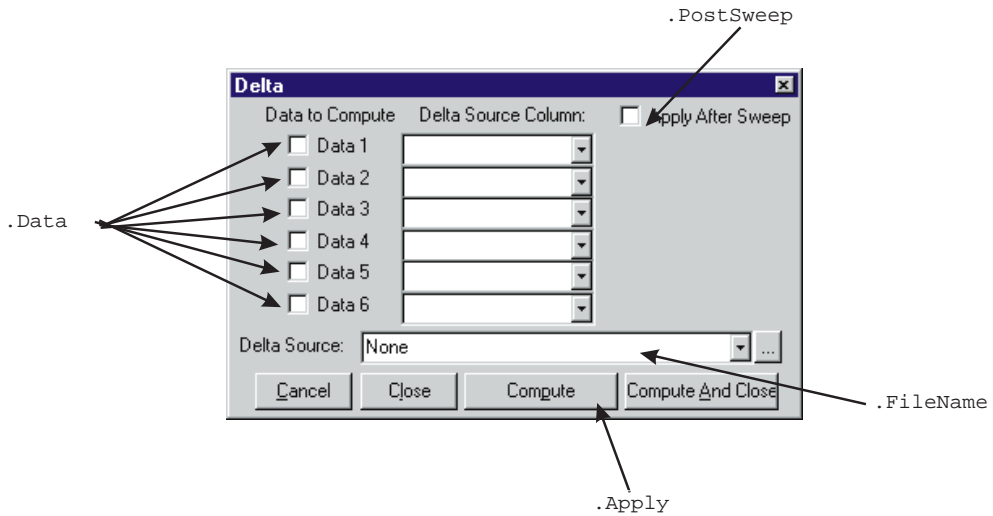 .PostSweep
Delta
Data to Compute Delta Source Column: Apply After Sweep
Data 1
Data 2
Data 3
.Data
Data 4
Data 5
Data 6
Delta Source: None ...
Cancel Close Compute Compute And Close
.FileName
.Apply